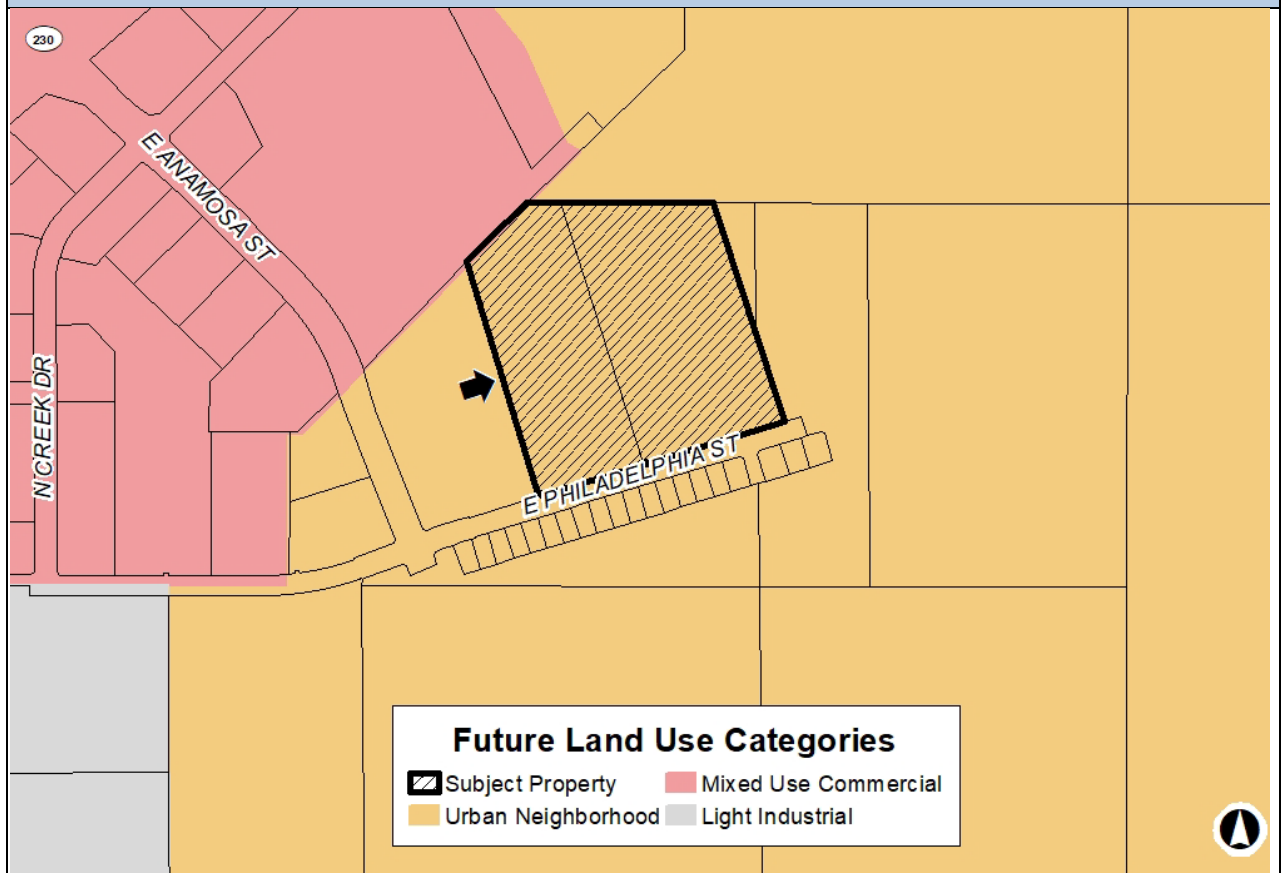 230
E ANAMOSA ST
N CREEK DR
E PHILADELPHIA ST
Future Land Use Categories
Subject Property
Mixed Use Commercial
Urban Neighborhood
Light Industrial